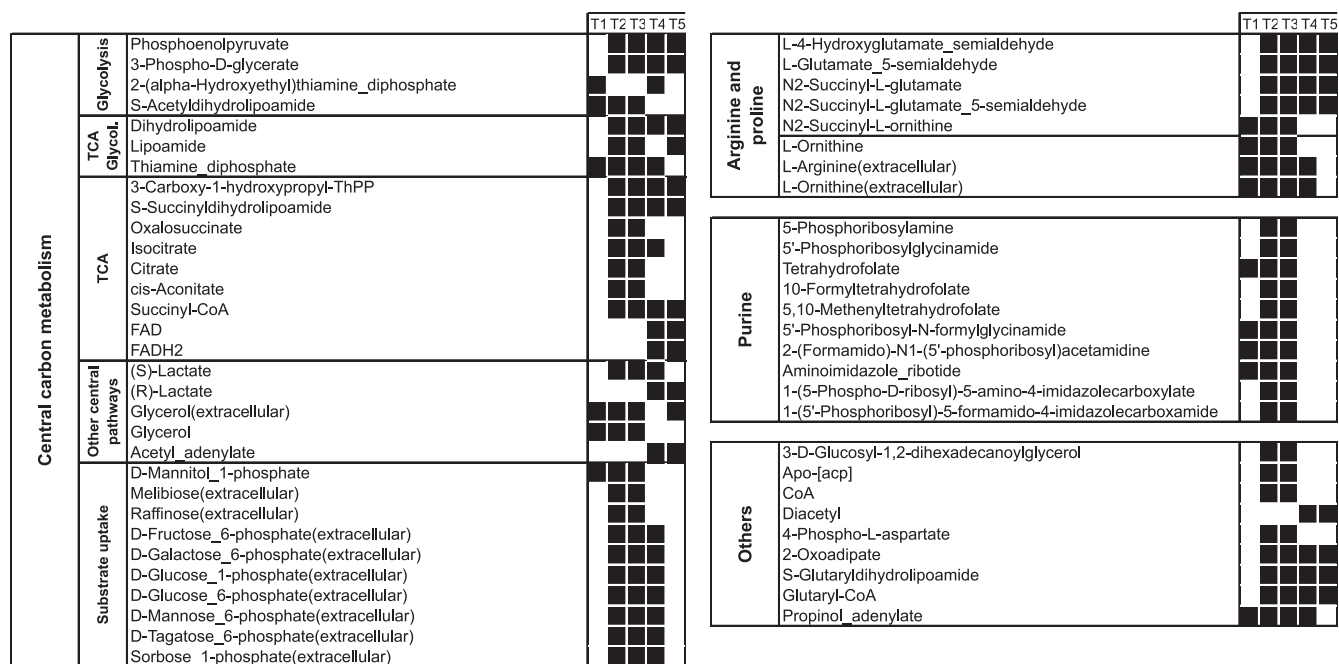 T1 T2 T3 T4 T5
Central carbon metabolism
Glycolysis
Phosphoenolpyruvate
3-Phospho-D-glycerate
2-(alpha-Hydroxyethyl)thiamine_diphosphate
S-Acetyldihydrolipoamide
TCA
Glycol.
Dihydrolipoamide
Lipoamide
Thiamine_diphosphate
TCA
3-Carboxy-1-hydroxypropyl-ThPP
S-Succinyldihydrolipoamide
Oxalosuccinate
Isocitrate
Citrate
cis-Aconitate
Succinyl-CoA
FAD
FADH2
Other central
pathways
(S)-Lactate
(R)-Lactate
Glycerol(extracellular)
Glycerol
Acetyl_adenylate
Substrate uptake
D-Mannitol_1-phosphate
Melibiose(extracellular)
Raffinose(extracellular)
D-Fructose_6-phosphate(extracellular)
D-Galactose_6-phosphate(extracellular)
D-Glucose_1-phosphate(extracellular)
D-Glucose_6-phosphate(extracellular)
D-Mannose_6-phosphate(extracellular)
D-Tagatose_6-phosphate(extracellular)
Sorbose_1-phosphate(extracellular)
T1 T2 T3 T4 T5
Arginine and
proline
L-4-Hydroxyglutamate_semialdehyde
L-Glutamate_5-semialdehyde
N2-Succinyl-L-glutamate
N2-Succinyl-L-glutamate_5-semialdehyde
N2-Succinyl-L-ornithine
L-Ornithine
L-Arginine(extracellular)
L-Ornithine(extracellular)
Purine
5-Phosphoribosylamine
5'-Phosphoribosylglycinamide
Tetrahydrofolate
10-Formyltetrahydrofolate
5,10-Methenyltetrahydrofolate
5'-Phosphoribosyl-N-formylglycinamide
2-(Formamido)-N1-(5'-phosphoribosyl)acetamidine
Aminoimidazole_ribotide
1-(5-Phospho-D-ribosyl)-5-amino-4-imidazolecarboxylate
1-(5'-Phosphoribosyl)-5-formamido-4-imidazolecarboxamide
Others
3-D-Glucosyl-1,2-dihexadecanoylglycerol
Apo-[acp]
CoA
Diacetyl
4-Phospho-L-aspartate
2-Oxoadipate
S-Glutaryldihydrolipoamide
Glutaryl-CoA
Propinol_adenylate